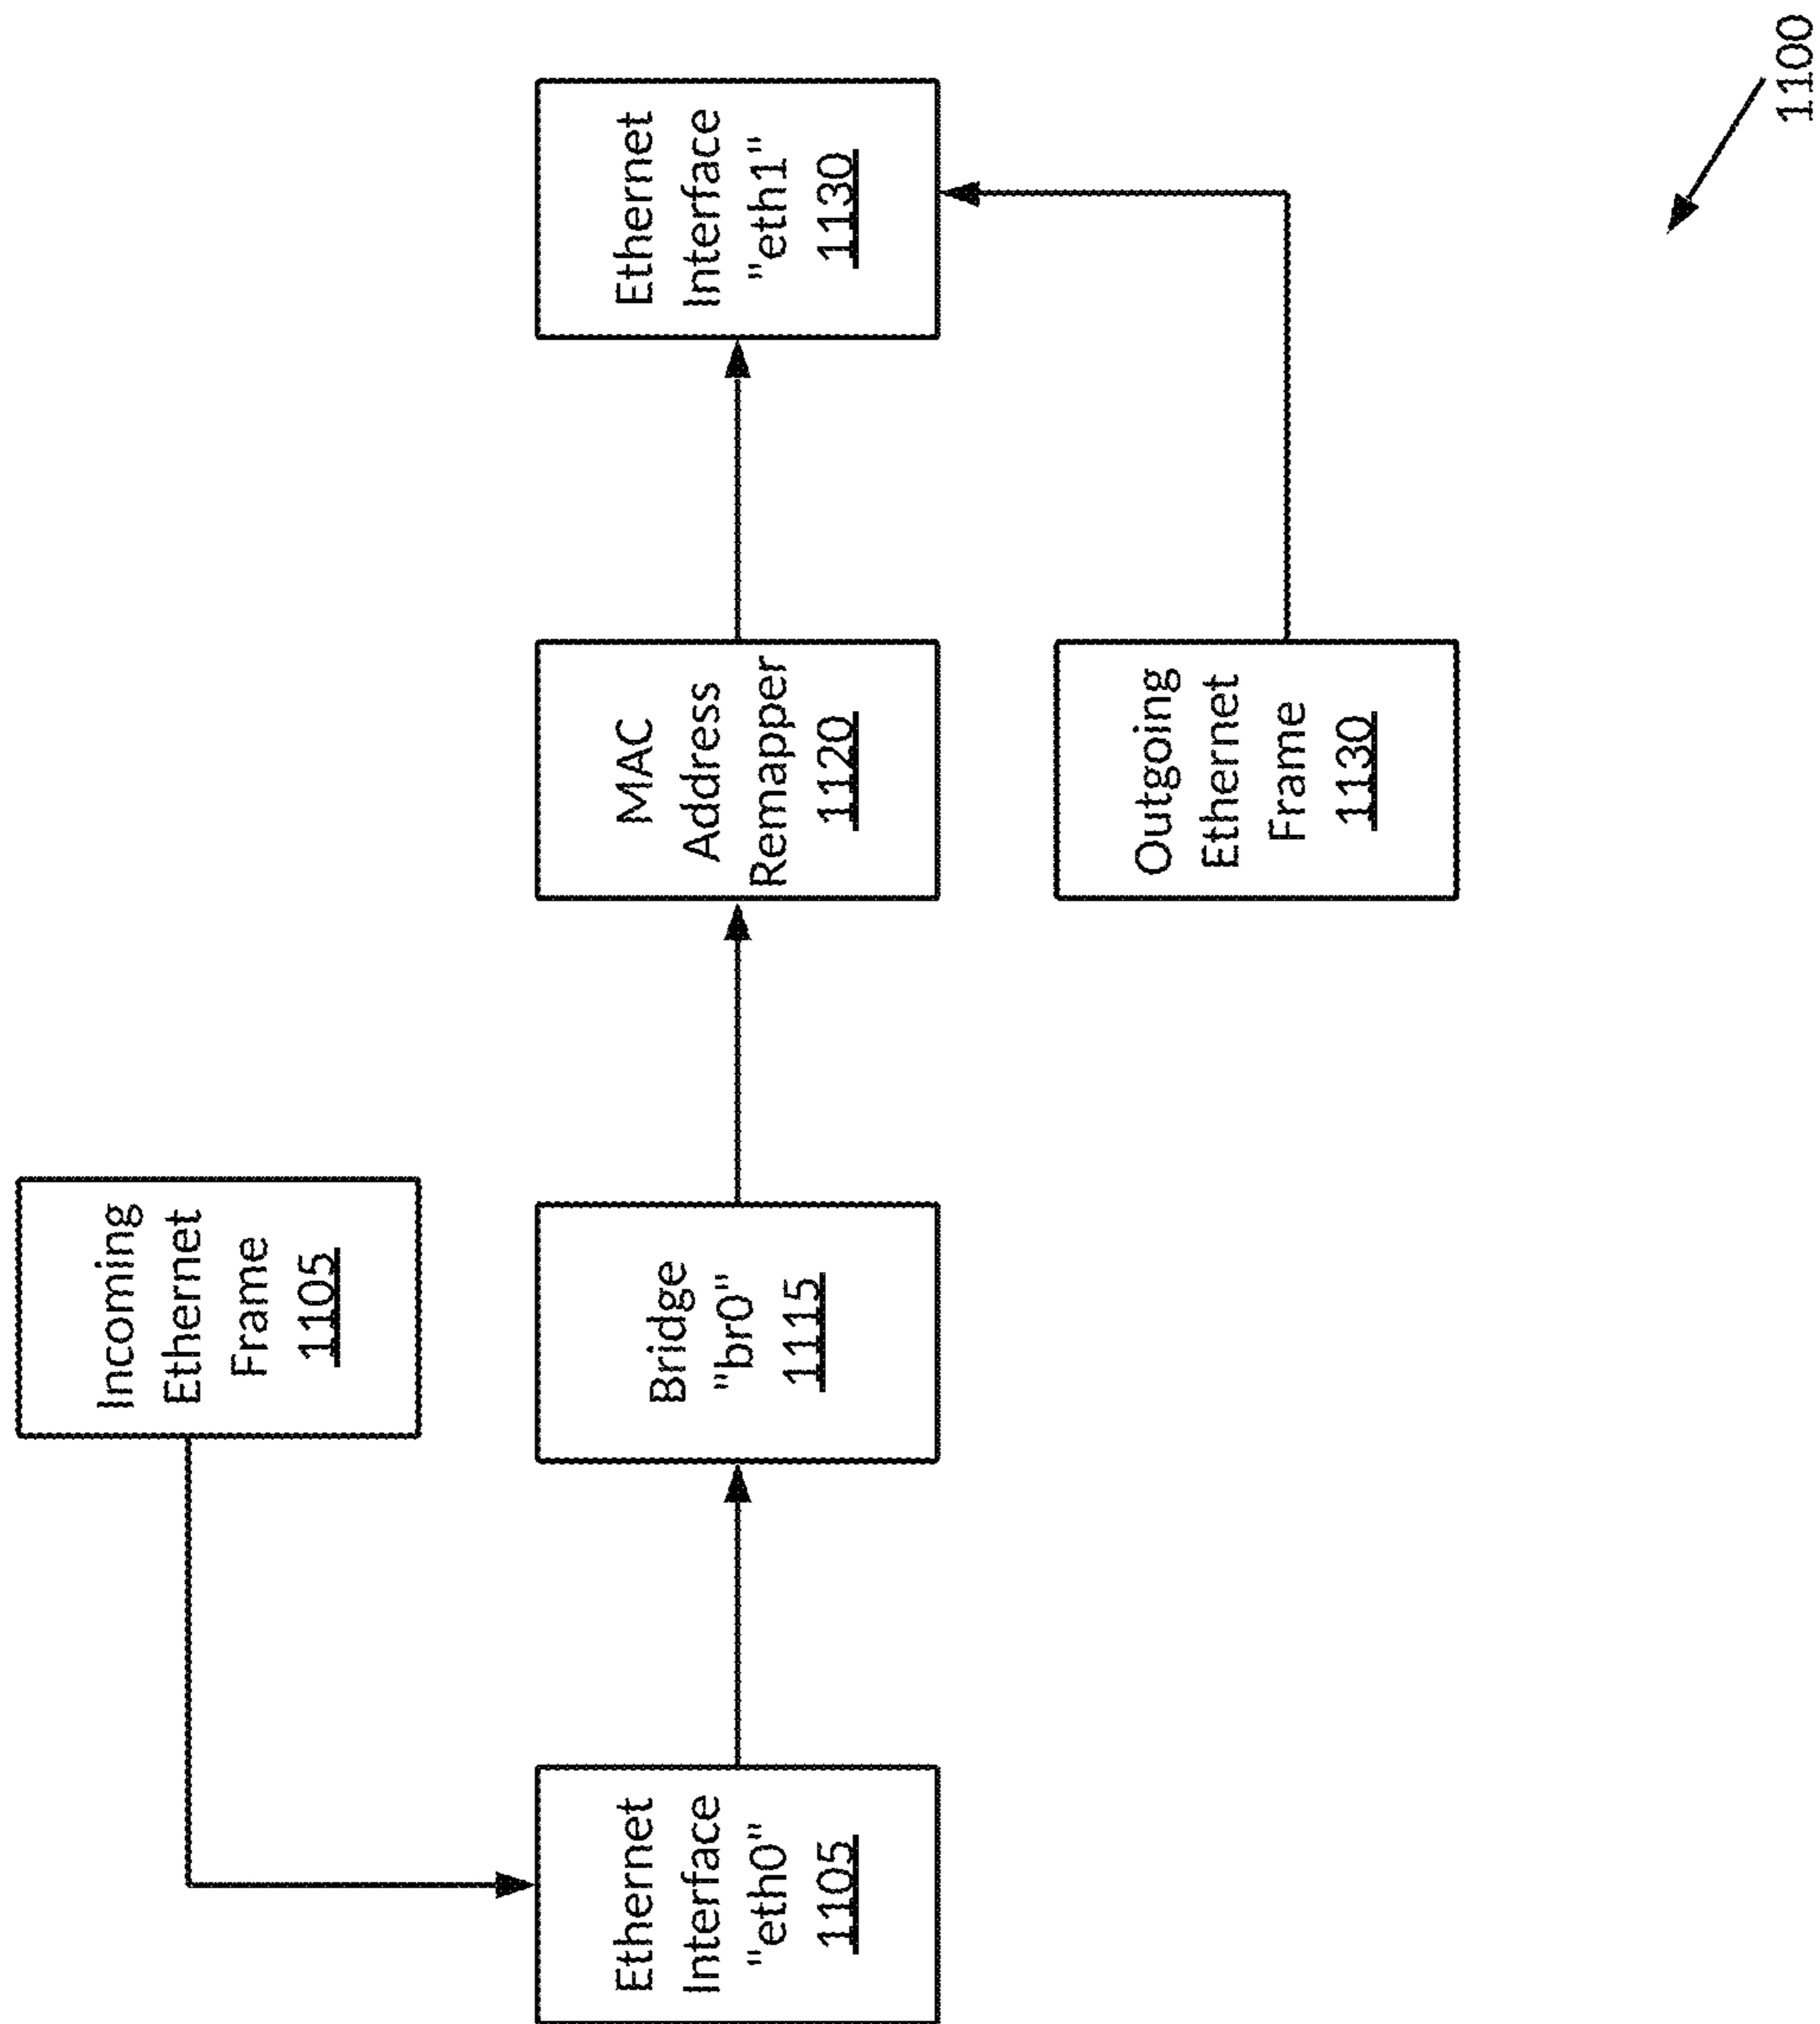 Incoming
Ethernet
Frame
1105
Ethernet
Interface
"eth0"
1105
Bridge
"br0"
1115
MAC
Address
Remapper
1120
Ethernet
Interface
"eth1"
1130
Outgoing
Ethernet
Frame
1130
1100